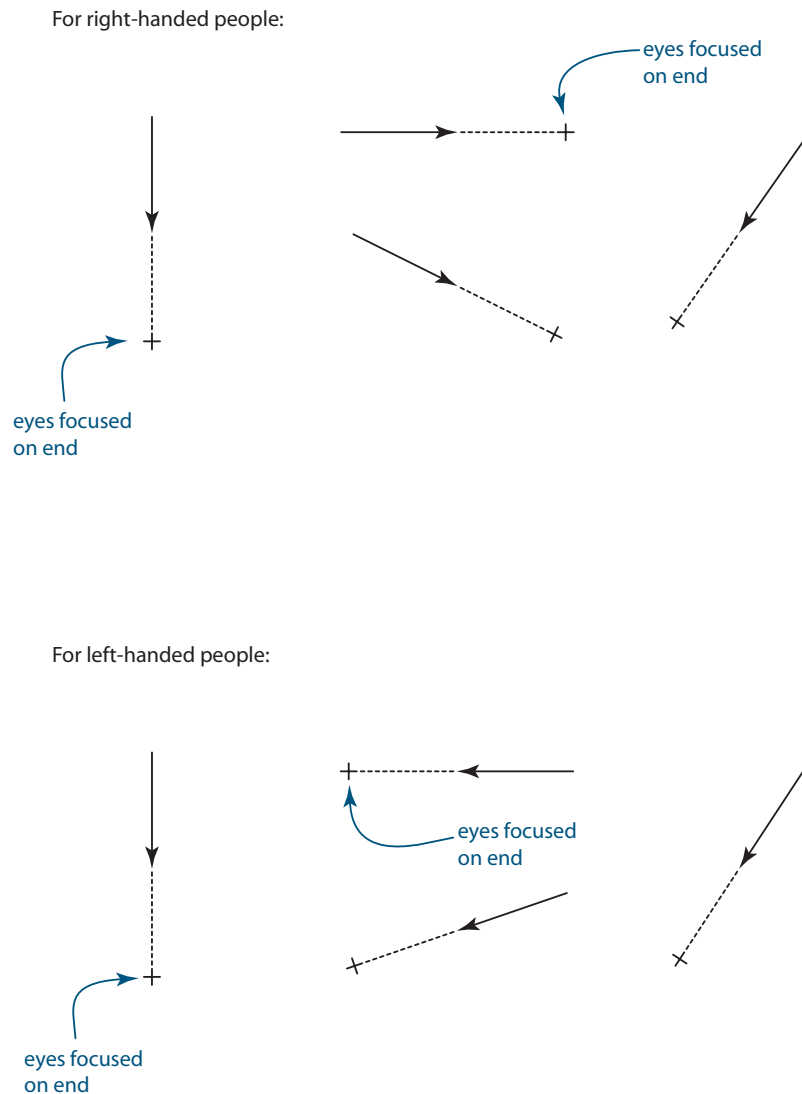 For right-handed people:
eyes focused
on end
eyes focused
on end
For left-handed people:
eyes focused
on end
eyes focused
on end